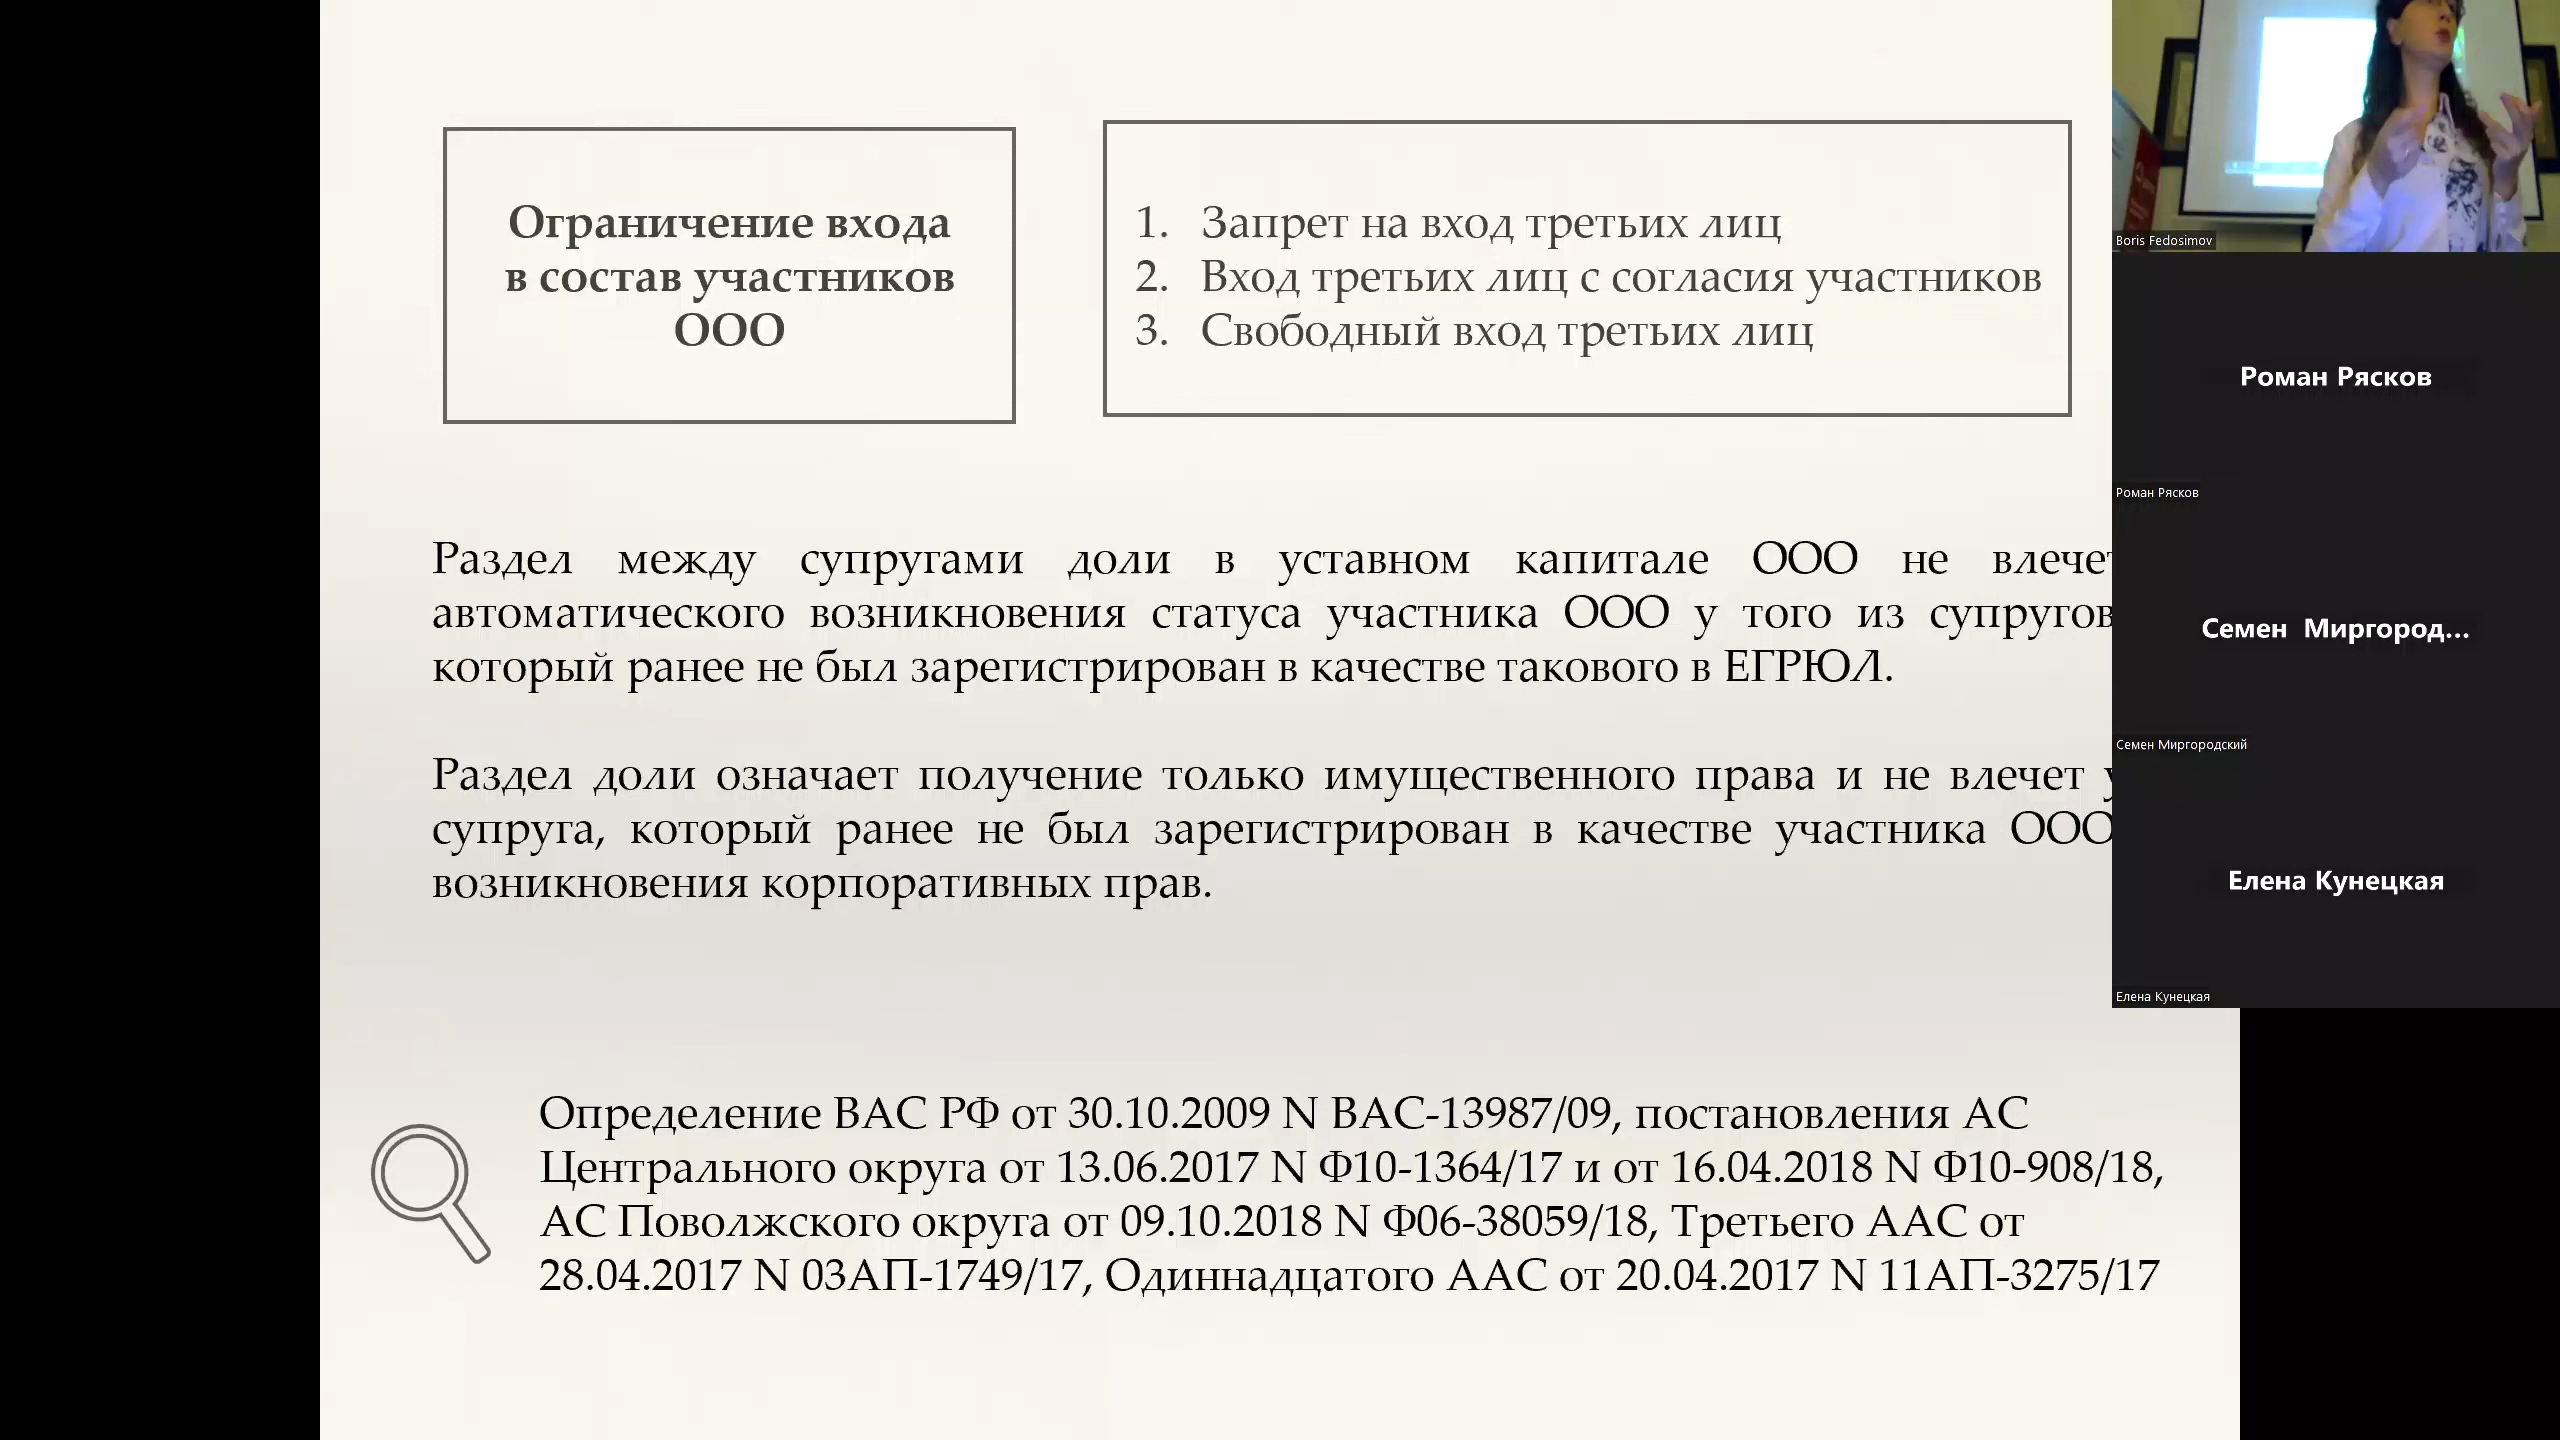 Ограничение входа
в состав участников
ООО
1. Запрет на вход третьих лиц
2. Вход третьих лиц с согласия участников
3. Свободный вход третьих лиц
Раздел между супругами доли в уставном капитале ООО не влечет
автоматического возникновения статуса участника ООО у того из супругов
который ранее не был зарегистрирован в качестве такового в ЕГРЮЛ.
Раздел доли означает получение только имущественного права и не влечет у
супруга, который ранее не был зарегистрирован в качестве участника ООО
возникновения корпоративных прав.
Определение ВАС РФ от 30.10.2009 N ВАС-13987/09, постановления АС
Центрального округа от 13.06.2017 N Ф10-1364/17 и от 16.04.2018 N Ф10-908/18,
АС Поволжского округа от 09.10.2018 N Ф06-38059/18, Третьего ААС от
28.04.2017 N 03АП-1749/17, Одиннадцатого ААС от 20.04.2017 N 11АП-3275/17
Boris Fedosimov
Роман Рясков
Роман Рясков
Семен Миргород...
Семен Миргородский
Елена Кунецкая
Елена Кунецкая